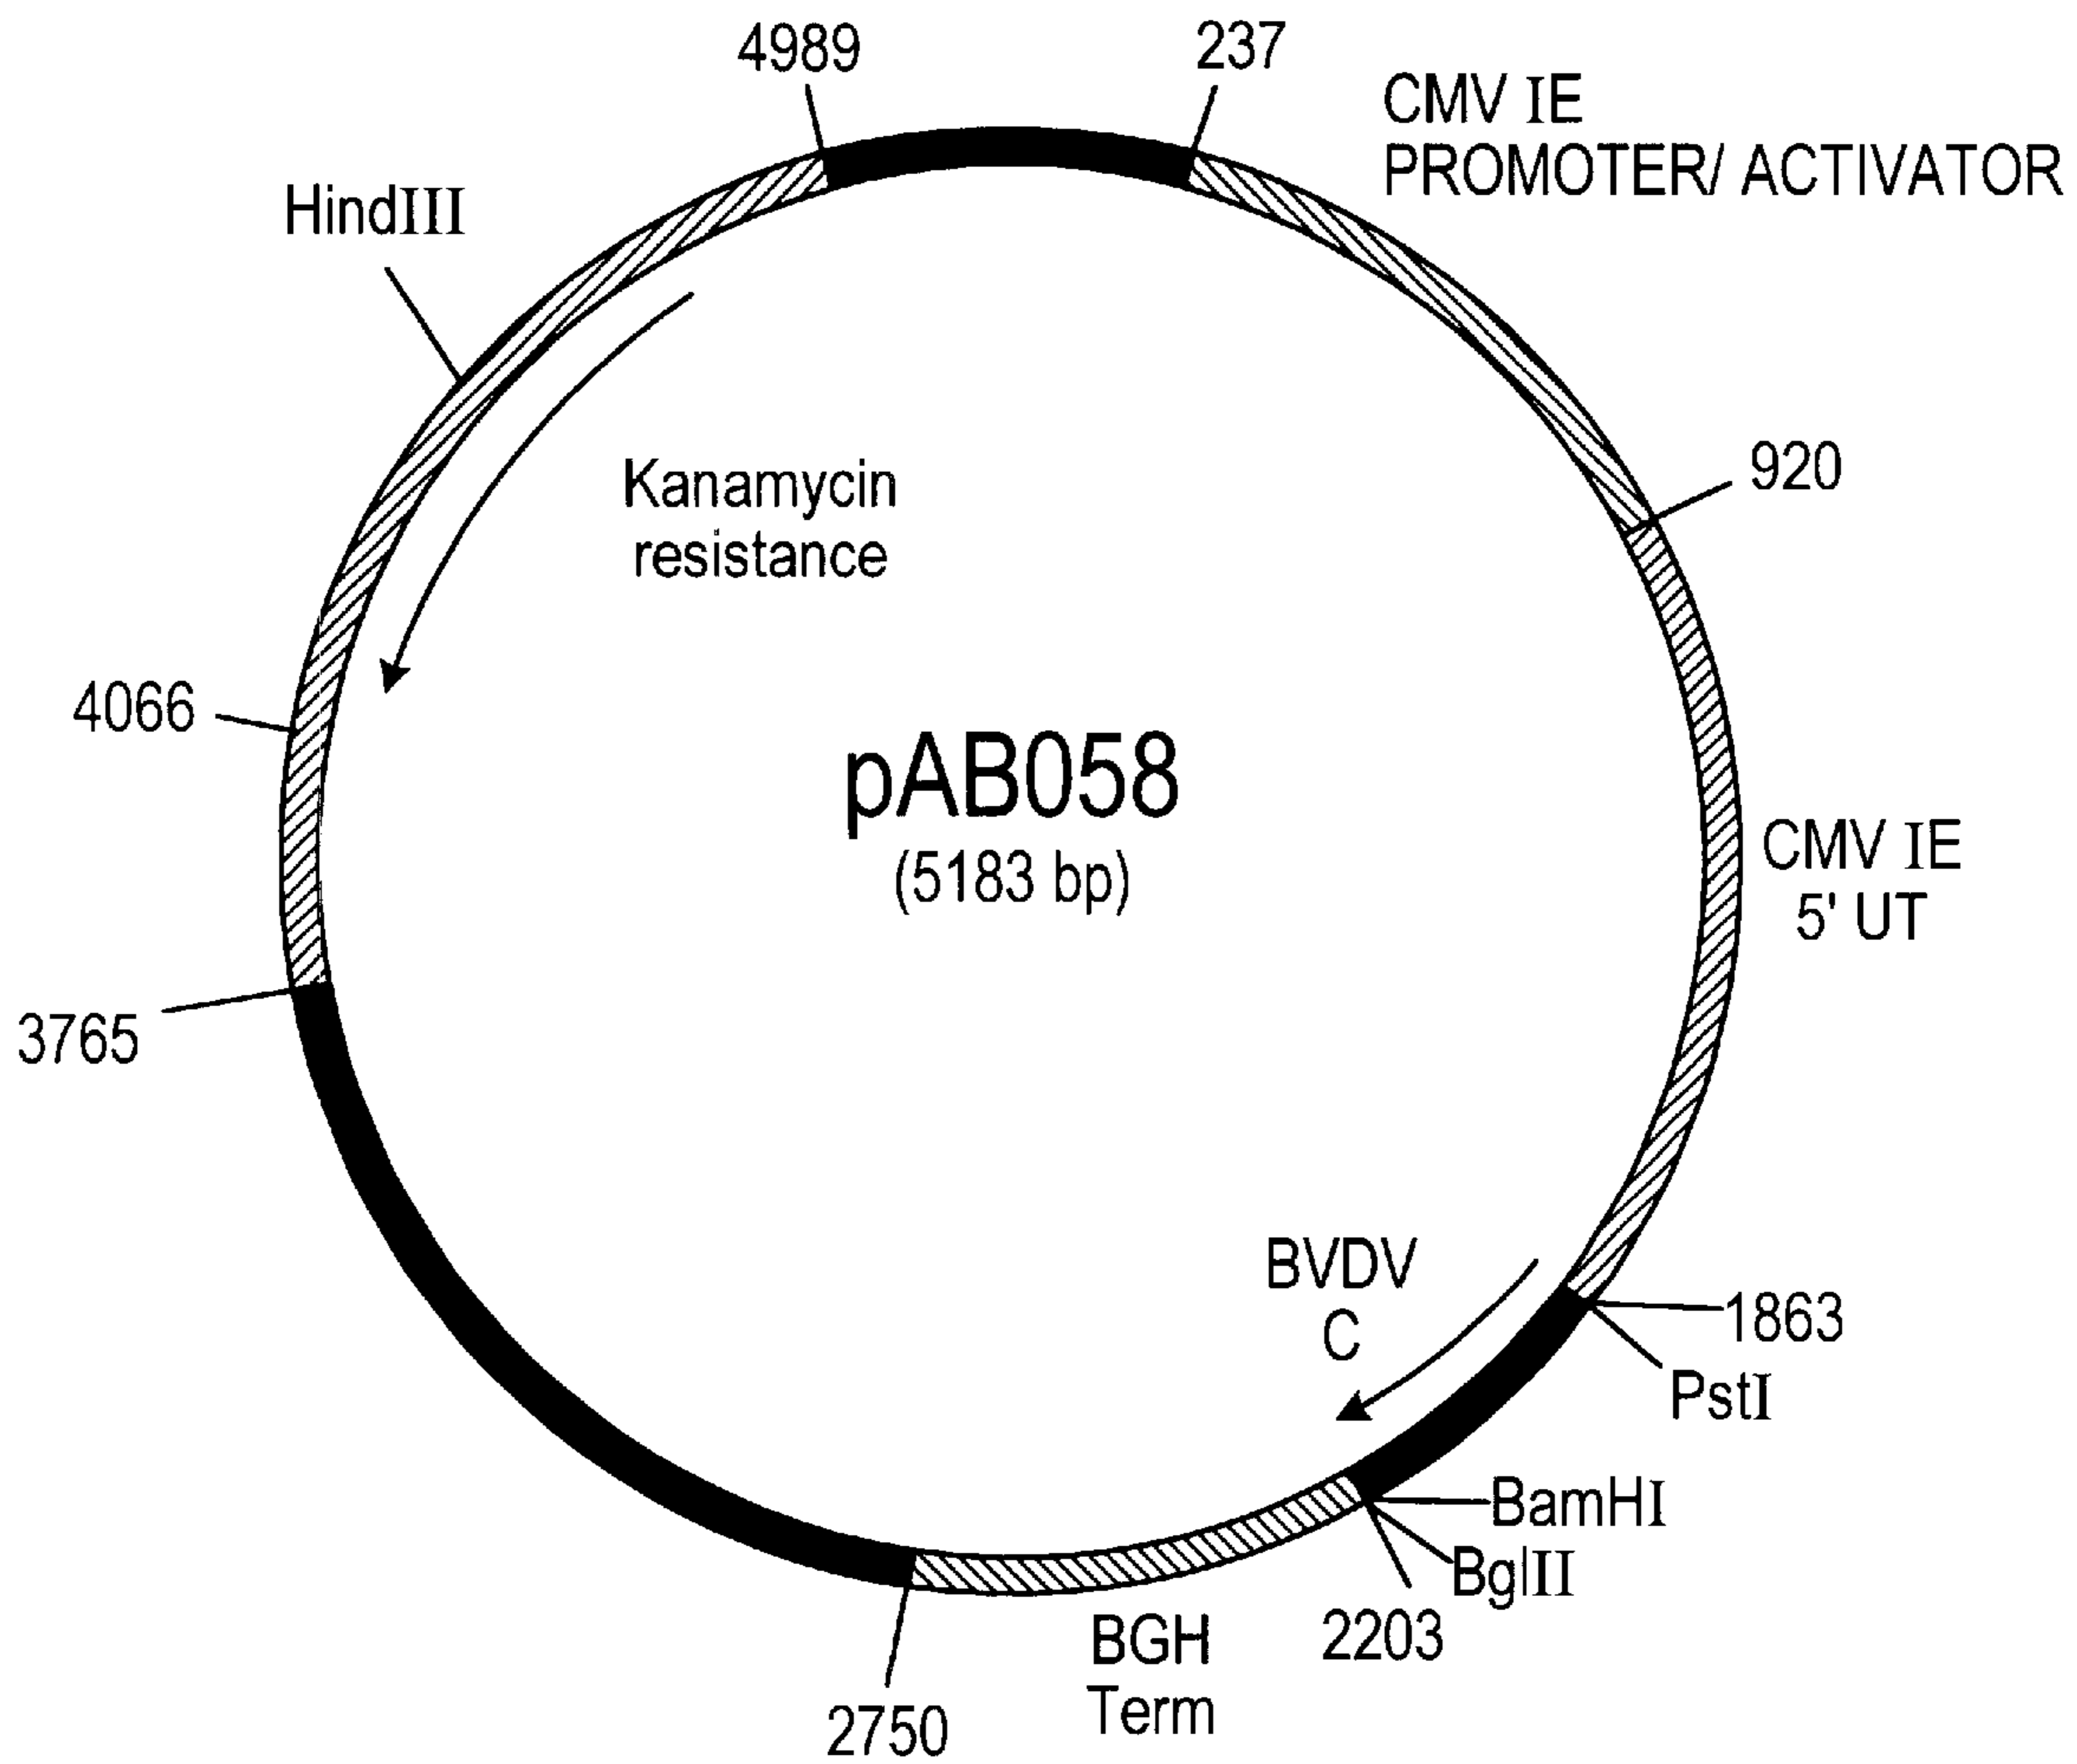 4989
237
CMV IE
PROMOTER/ ACTIVATOR
HindIII
Kanamycin
resistance
920
4066
pAB058
(5183 bp)
CMV IE
5' UT
3765
BVDV
C
1863
PstI
BamHI
BglII
2203
BGH
Term
2750